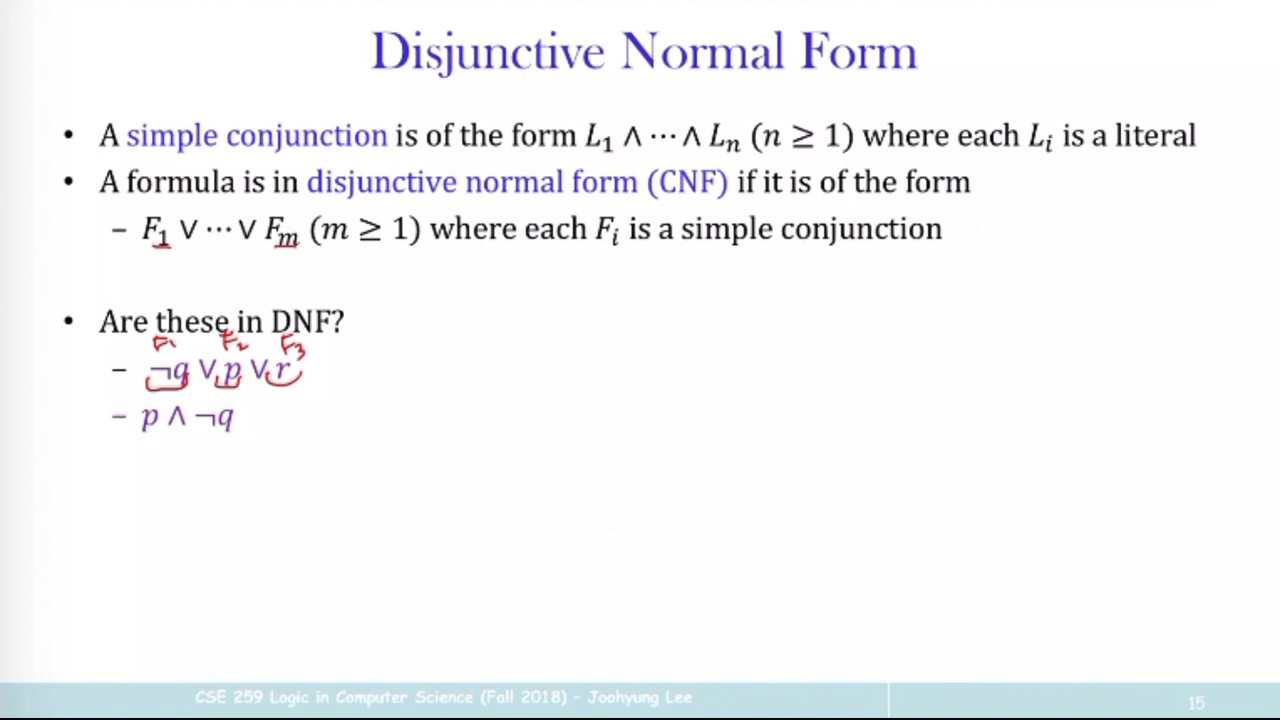 Disjunctive Normal Form
• A simple conjunction is of the form L₁ ∧ ⋯ ∧ Lₙ (n ≥ 1) where each Lᵢ is a literal
• A formula is in disjunctive normal form (CNF) if it is of the form
– F₁ ∨ ⋯ ∨ Fₘ (m ≥ 1) where each Fᵢ is a simple conjunction
• Are these in DNF?
F₁ F₂ F₃
– ¬q ∨ p ∨ r
– p ∧ ¬q
CSE 259 Logic in Computer Science (Fall 2018) – Joohyung Lee
15